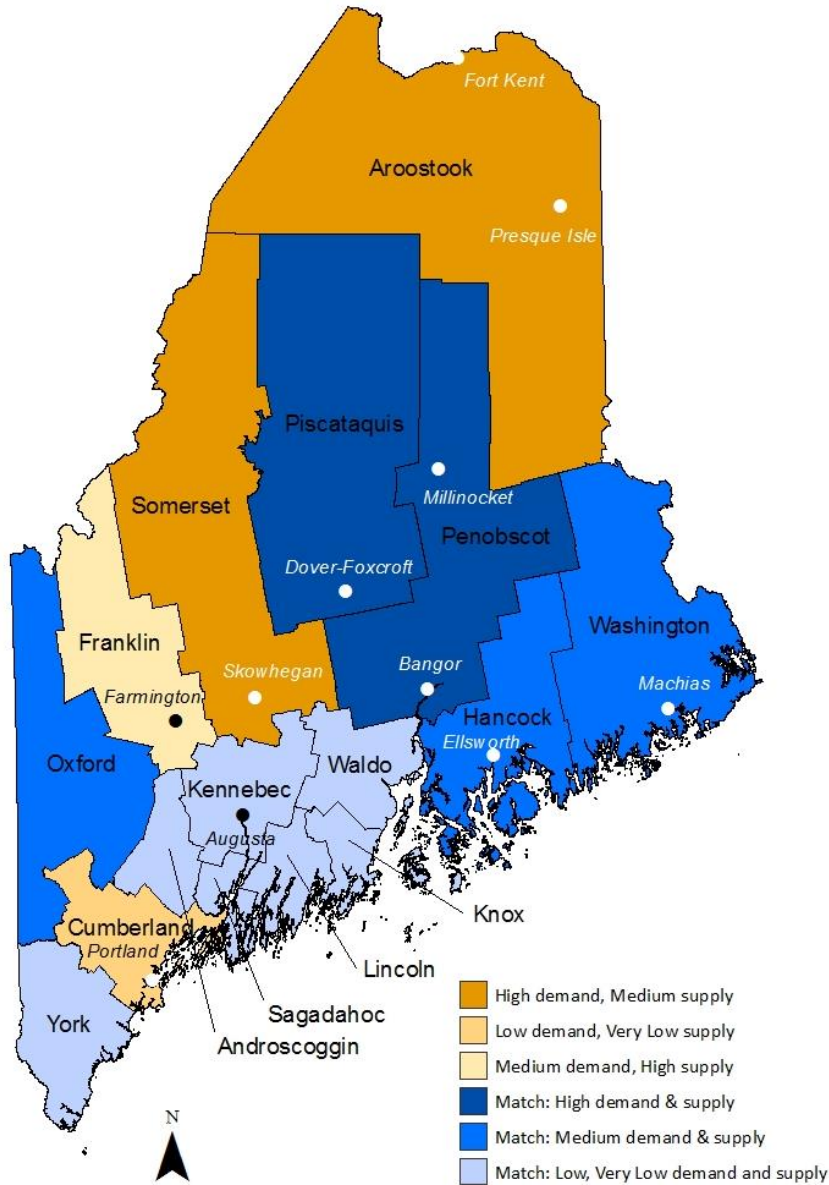 Fort Kent
Aroostook
Presque Isle
Piscataquis
Millinocket
Somerset
Penobscot
Dover-Foxcroft
Washington
Franklin
Skowhegan
Bangor
Farmington
Machias
Hancock
Ellsworth
Oxford
Waldo
Kennebec
Augusta
Knox
Cumberland
Portland
Lincoln
Sagadahoc
York
Androscoggin
N
High demand, Medium supply
Low demand, Very Low supply
Medium demand, High supply
Match: High demand & supply
Match: Medium demand & supply
Match: Low, Very Low demand and supply